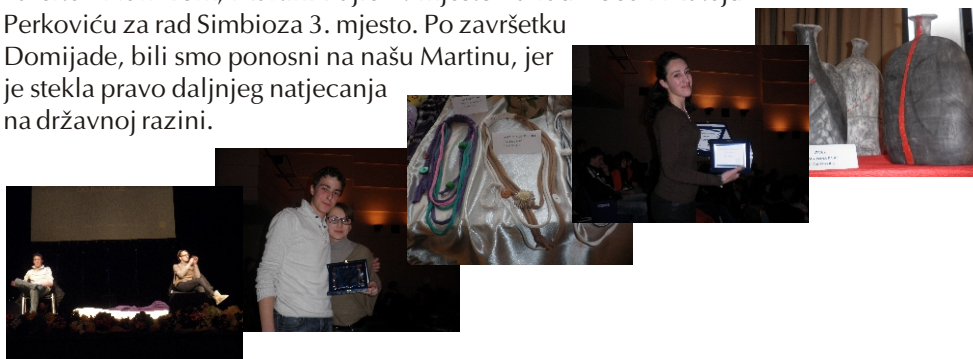 Perkoviću za rad Simbioza 3. mjesto. Po završetku
Domijade, bili smo ponosni na našu Martinu, jer
je stekla pravo daljnjeg natjecanja
na državnoj razini.